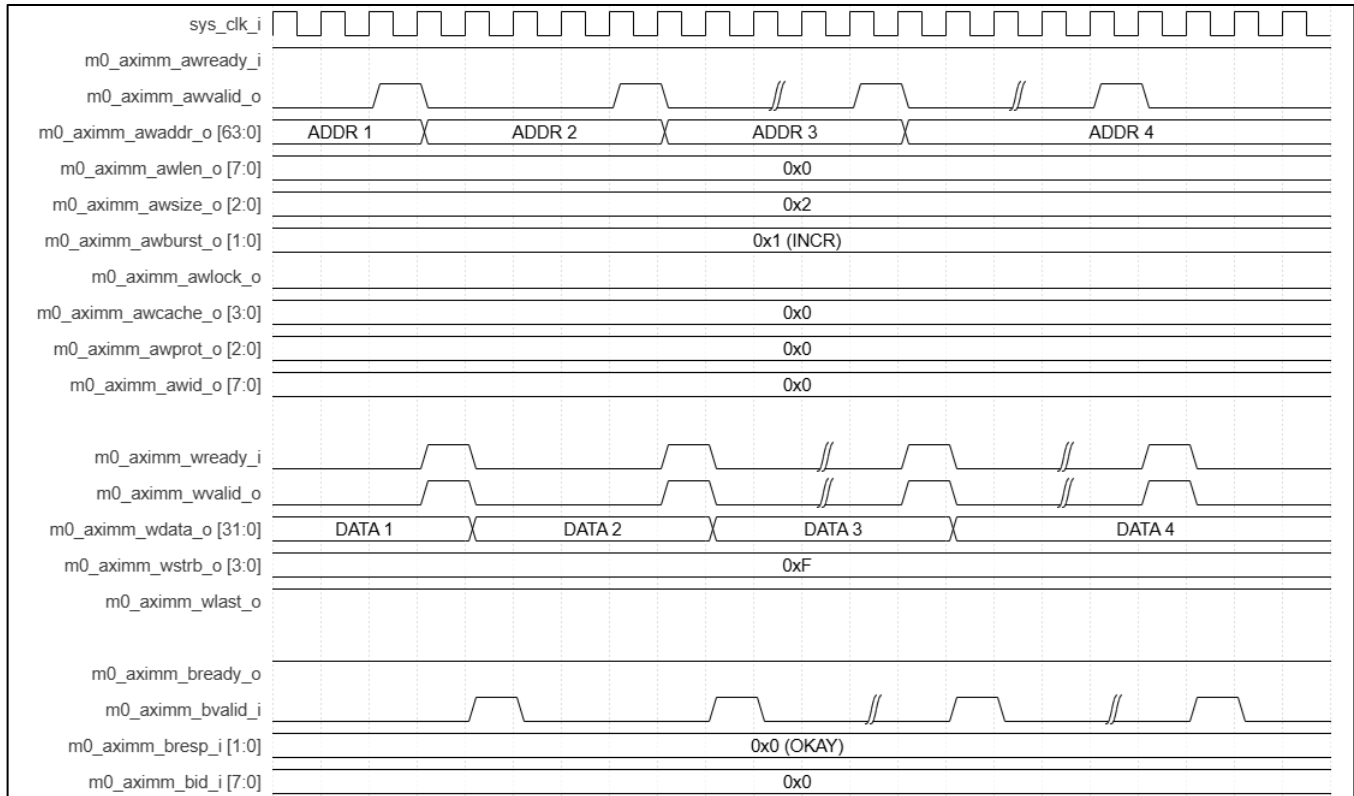 sys_clk_i
m0_aximm_awready_i
m0_aximm_awvalid_o
m0_aximm_awaddr_o [63:0] ADDR 1 ADDR 2 ADDR 3 ADDR 4
m0_aximm_awlen_o [7:0] 0x0
m0_aximm_awsize_o [2:0] 0x2
m0_aximm_awburst_o [1:0] 0x1 (INCR)
m0_aximm_awlock_o
m0_aximm_awcache_o [3:0] 0x0
m0_aximm_awprot_o [2:0] 0x0
m0_aximm_awid_o [7:0] 0x0
m0_aximm_wready_i
m0_aximm_wvalid_o
m0_aximm_wdata_o [31:0] DATA 1 DATA 2 DATA 3 DATA 4
m0_aximm_wstrb_o [3:0] 0xF
m0_aximm_wlast_o
m0_aximm_bready_o
m0_aximm_bvalid_i
m0_aximm_bresp_i [1:0] 0x0 (OKAY)
m0_aximm_bid_i [7:0] 0x0